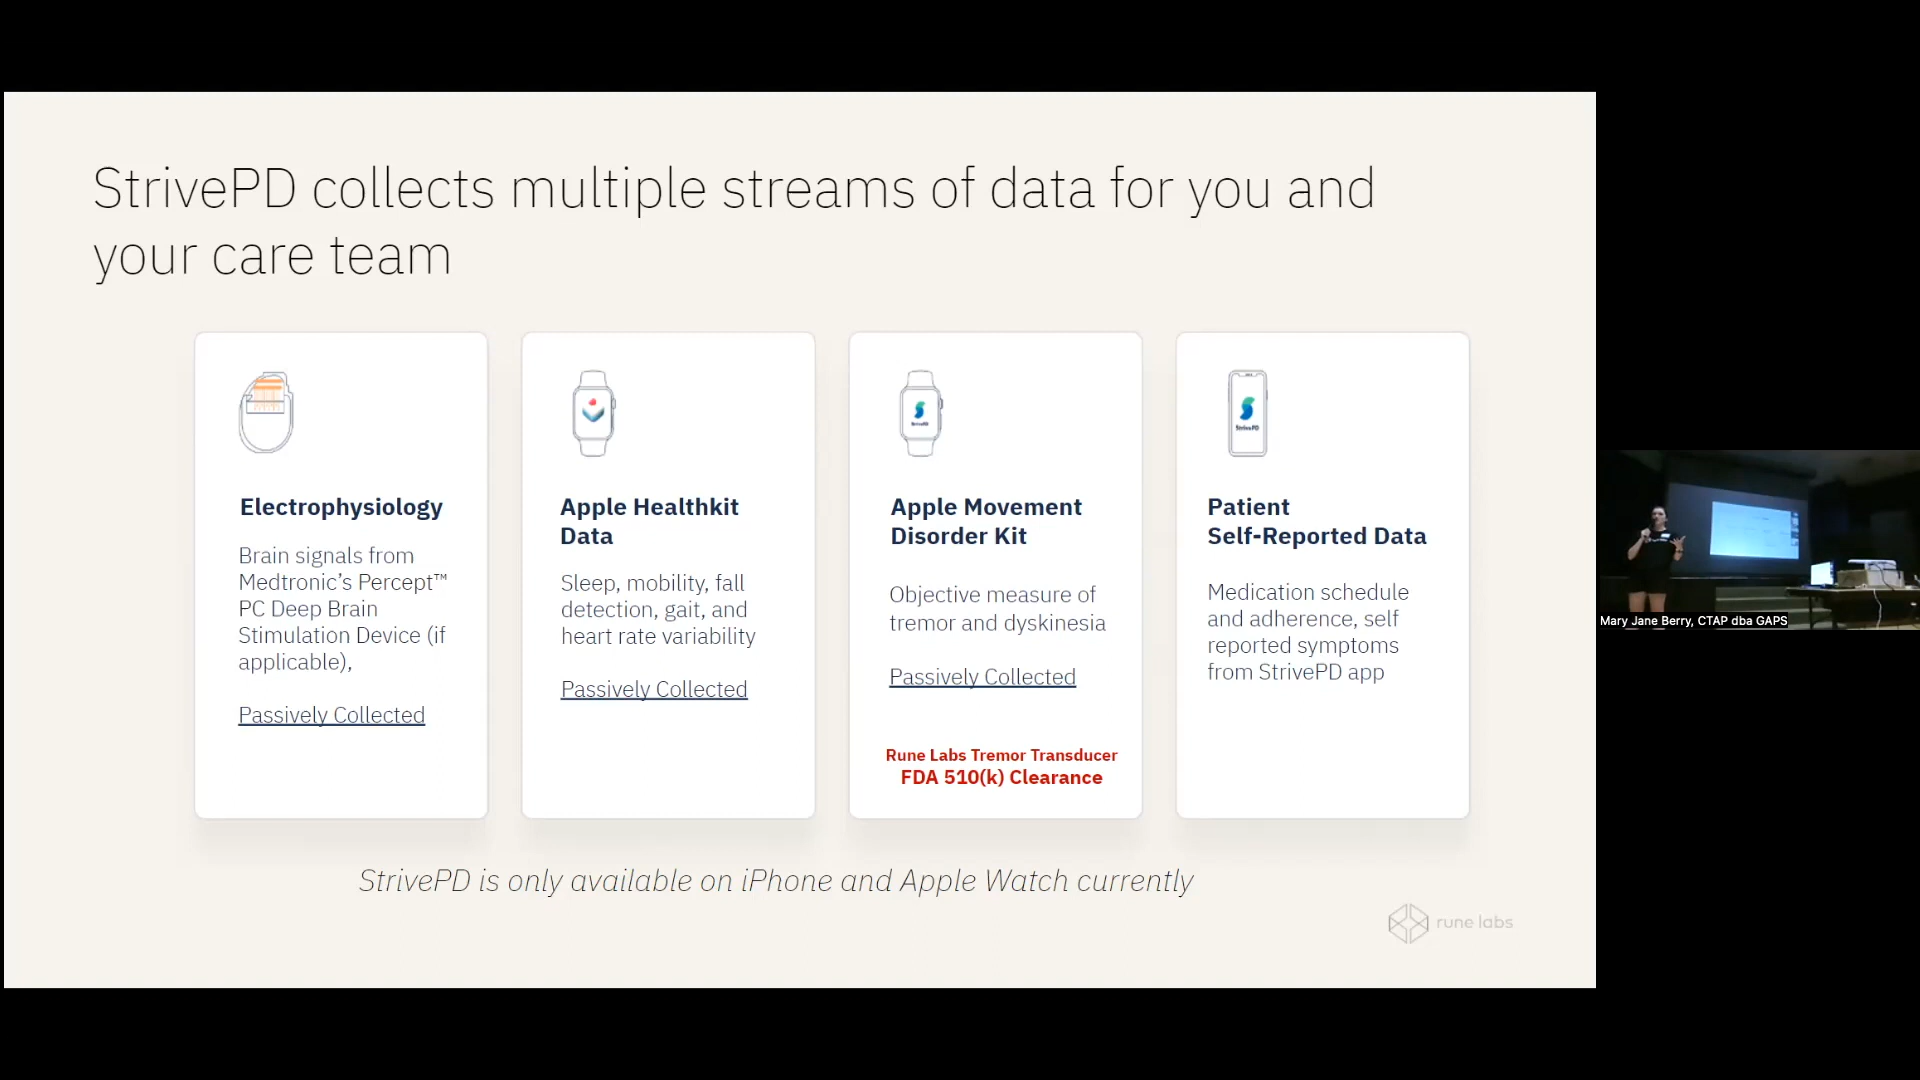 StrivePD collects multiple streams of data for you and
your care team
Electrophysiology
Brain signals from
Medtronic’s Percept™
PC Deep Brain
Stimulation Device (if
applicable),
Passively Collected
Apple Healthkit
Data
Sleep, mobility, fall
detection, gait, and
heart rate variability
Passively Collected
StrivePD
Apple Movement
Disorder Kit
Objective measure of
tremor and dyskinesia
Passively Collected
Rune Labs Tremor Transducer
FDA 510(k) Clearance
StrivePD
Patient
Self-Reported Data
Medication schedule
and adherence, self
reported symptoms
from StrivePD app
StrivePD is only available on iPhone and Apple Watch currently
rune labs
Mary Jane Berry, CTAP dba GAPS